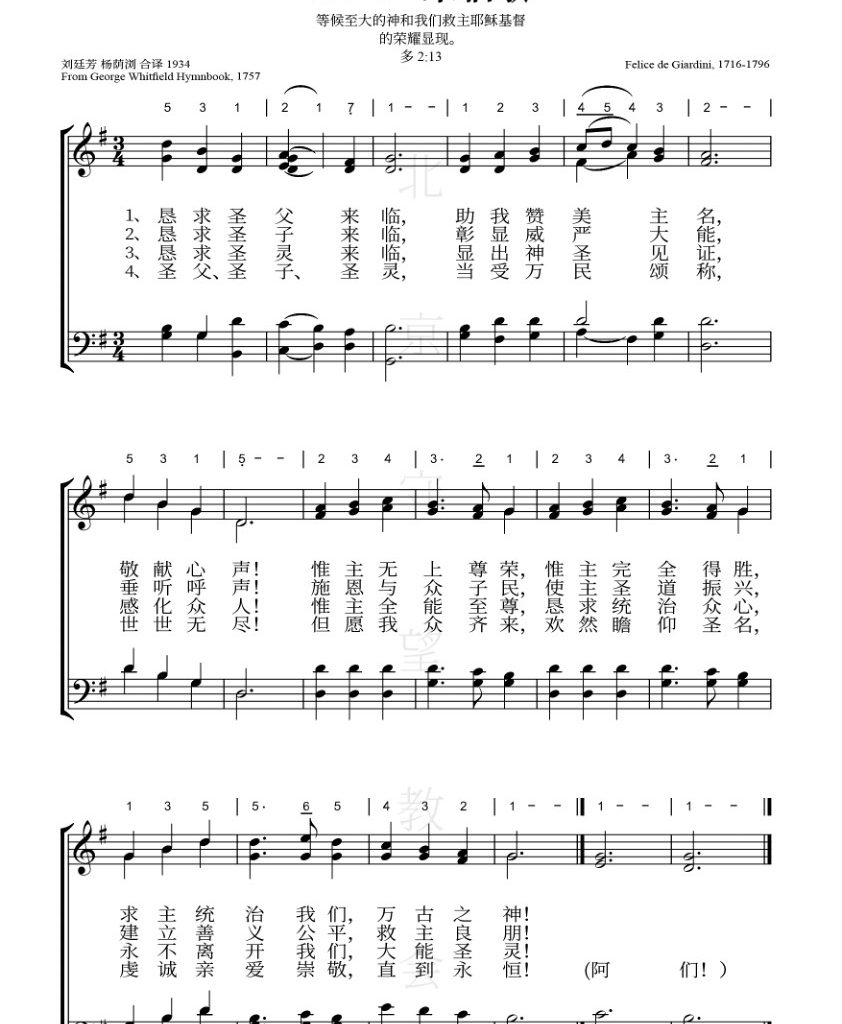 等候至大的神和我们救主耶稣基督
的荣耀显现。
多 2:13
刘廷芳 杨荫浏 合译 1934
From George Whitfield Hymnbook, 1757
Felice de Giardini, 1716-1796
5 3 1 | 2 1 7̣ | 1 – – | 1 2 3 | 4 5 4 3 | 2 – – |
1、恳求圣父来临，助我赞美主名，
2、恳求圣子来临，彰显威严大能，
3、恳求圣灵来临，显出神圣见证，
4、圣父、圣子、圣灵，当受万民颂称，
5 3 1 | 5̣ – – | 2 3 4 | 3· 2 1 | 2 3 4 | 3· 2 1 |
敬献心声！惟主无上尊荣，惟主完全得胜，
垂听呼声！施恩与众子民，使主圣道振兴，
感化众人！惟主全能至尊，恳求统治众心，
世世无尽！但愿我众齐来，欢然瞻仰圣名，
1 3 5 | 5· 6 5 | 4 3 2 | 1 – – ‖ 1 – – | 1 – – ‖
求主统治我们，万古之神！
建立善义公平，救主良朋！
永不离开我们，大能圣灵！
虔诚亲爱崇敬，直到永恒！(阿们！)
北京守望教会